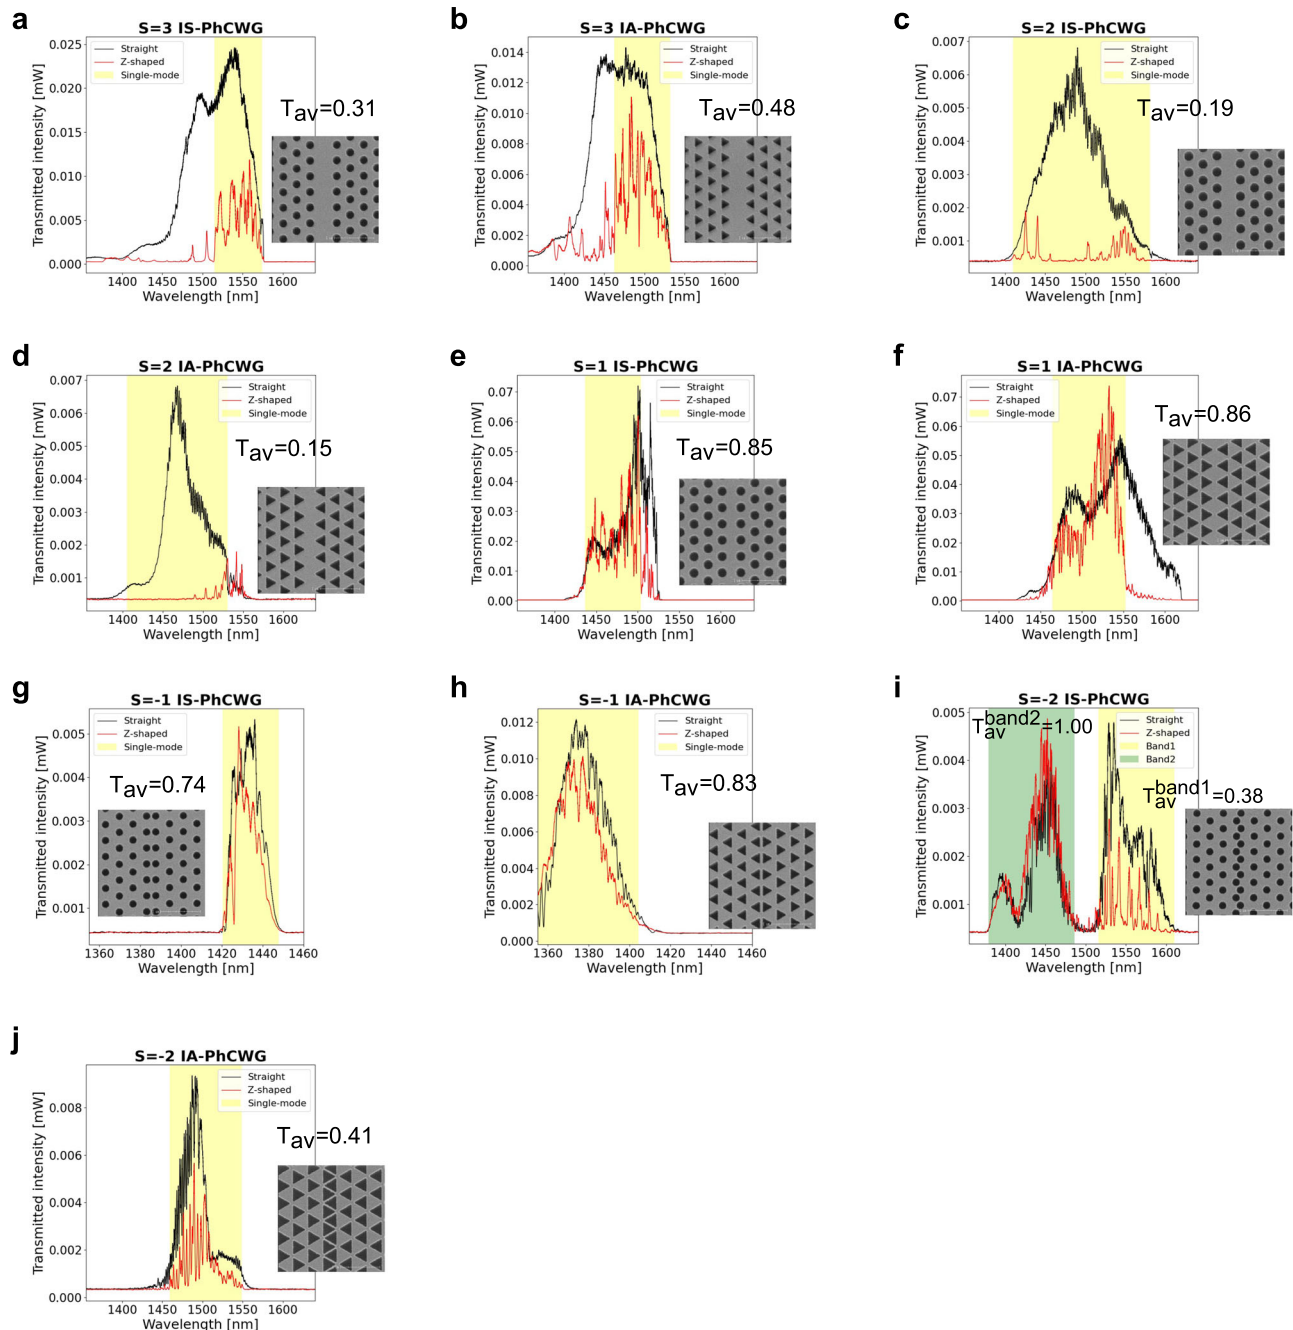 a
S=3 IS-PhCWG
Transmitted intensity [mW]
0.025
0.020
0.015
0.010
0.005
0.000
Straight
Z-shaped
Single-mode
Tav=0.31
1400 1450 1500 1550 1600
Wavelength [nm]
b
S=3 IA-PhCWG
Transmitted intensity [mW]
0.014
0.012
0.010
0.008
0.006
0.004
0.002
0.000
Straight
Z-shaped
Single-mode
Tav=0.48
1400 1450 1500 1550 1600
Wavelength [nm]
c
S=2 IS-PhCWG
Transmitted intensity [mW]
0.007
0.006
0.005
0.004
0.003
0.002
0.001
Straight
Z-shaped
Single-mode
Tav=0.19
1400 1450 1500 1550 1600
Wavelength [nm]
d
S=2 IA-PhCWG
Transmitted intensity [mW]
0.007
0.006
0.005
0.004
0.003
0.002
0.001
Straight
Z-shaped
Single-mode
Tav=0.15
1400 1450 1500 1550 1600
Wavelength [nm]
e
S=1 IS-PhCWG
Transmitted intensity [mW]
0.07
0.06
0.05
0.04
0.03
0.02
0.01
0.00
Straight
Z-shaped
Single-mode
Tav=0.85
1400 1450 1500 1550 1600
Wavelength [nm]
f
S=1 IA-PhCWG
Transmitted intensity [mW]
0.07
0.06
0.05
0.04
0.03
0.02
0.01
0.00
Straight
Z-shaped
Single-mode
Tav=0.86
1400 1450 1500 1550 1600
Wavelength [nm]
g
S=-1 IS-PhCWG
Transmitted intensity [mW]
0.005
0.004
0.003
0.002
0.001
Straight
Z-shaped
Single-mode
Tav=0.74
1360 1380 1400 1420 1440 1460
Wavelength [nm]
h
S=-1 IA-PhCWG
Transmitted intensity [mW]
0.012
0.010
0.008
0.006
0.004
0.002
0.000
Straight
Z-shaped
Single-mode
Tav=0.83
1360 1380 1400 1420 1440 1460
Wavelength [nm]
i
S=-2 IS-PhCWG
Transmitted intensity [mW]
0.005
0.004
0.003
0.002
0.001
Tav band2=1.00
Straight
Z-shaped
Band1
Band2
Tav band1=0.38
1400 1450 1500 1550 1600
Wavelength [nm]
j
S=-2 IA-PhCWG
Transmitted intensity [mW]
0.008
0.006
0.004
0.002
0.000
Straight
Z-shaped
Single-mode
Tav=0.41
1400 1450 1500 1550 1600
Wavelength [nm]